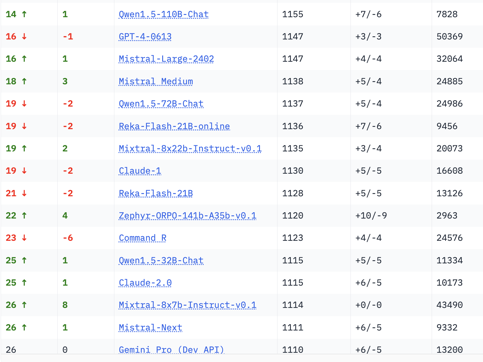 14 ↑ 1 Qwen1.5-110B-Chat 1155 +7/-6 7828
16 ↓ -1 GPT-4-0613 1147 +3/-3 50369
16 ↑ 1 Mistral-Large-2402 1147 +4/-4 32064
18 ↑ 3 Mistral Medium 1138 +5/-4 24885
19 ↓ -2 Qwen1.5-72B-Chat 1137 +5/-4 24986
19 ↓ -2 Reka-Flash-21B-online 1136 +7/-6 9456
19 ↑ 2 Mixtral-8x22b-Instruct-v0.1 1135 +3/-4 20073
19 ↓ -2 Claude-1 1130 +5/-5 16608
21 ↓ -2 Reka-Flash-21B 1128 +5/-5 13126
22 ↑ 4 Zephyr-ORPO-141b-A35b-v0.1 1120 +10/-9 2963
23 ↓ -6 Command R 1123 +4/-4 24576
25 ↑ 1 Qwen1.5-32B-Chat 1115 +5/-5 11334
25 ↑ 1 Claude-2.0 1115 +6/-5 10173
26 ↑ 8 Mixtral-8x7b-Instruct-v0.1 1114 +0/-0 43490
26 ↑ 1 Mistral-Next 1111 +6/-5 9332
26 0 Gemini Pro (Dev API) 1110 +6/-5 13200